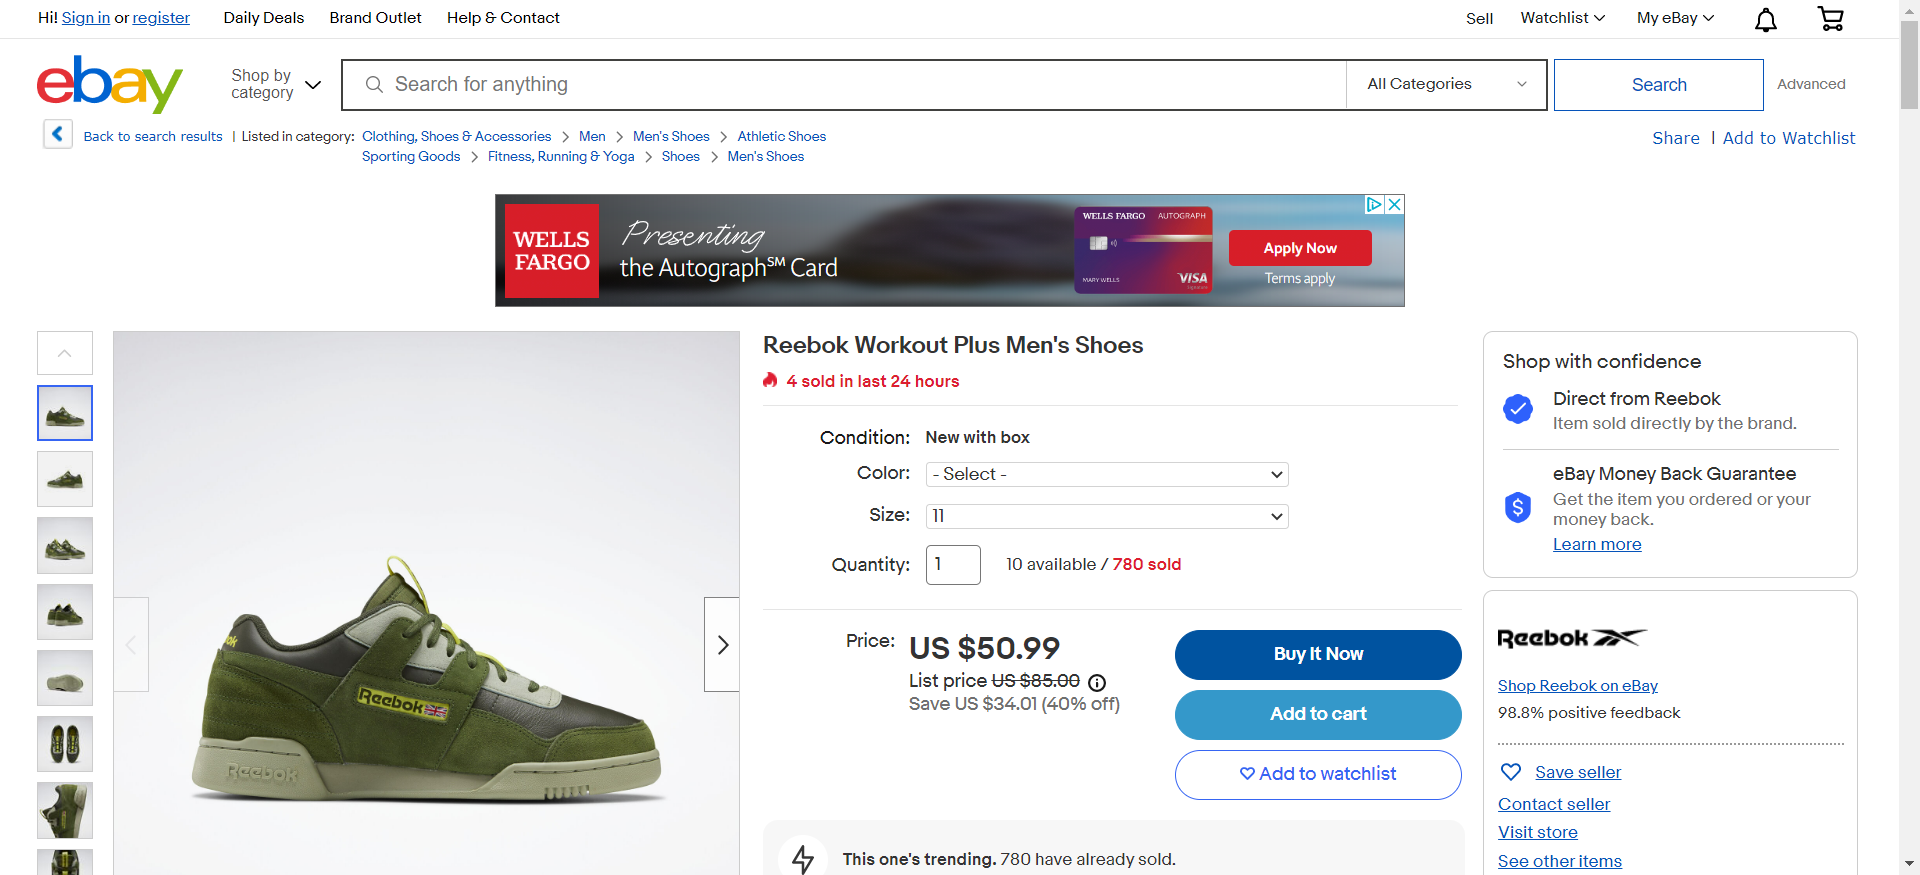 Hi! Sign in or register Daily Deals Brand Outlet Help & Contact Sell Watchlist My eBay
ebay
Shop by category
Search for anything
All Categories
Search
Advanced
Back to search results | Listed in category: Clothing, Shoes & Accessories > Men > Men's Shoes > Athletic Shoes
Sporting Goods > Fitness, Running & Yoga > Shoes > Men's Shoes
Share | Add to Watchlist
WELLS
FARGO
Presenting
the Autograph℠ Card
WELLS FARGO AUTOGRAPH
MARY WELLS
VISA
Signature
Apply Now
Terms apply
Reebok
Reebok
Reebok Workout Plus Men's Shoes
4 sold in last 24 hours
Condition: New with box
Color: - Select -
Size: 11
Quantity: 1 10 available / 780 sold
Price: US $50.99
List price US $85.00
Save US $34.01 (40% off)
Buy It Now
Add to cart
Add to watchlist
This one's trending. 780 have already sold.
Shop with confidence
Direct from Reebok
Item sold directly by the brand.
eBay Money Back Guarantee
Get the item you ordered or your
money back.
Learn more
Reebok
Shop Reebok on eBay
98.8% positive feedback
Save seller
Contact seller
Visit store
See other items